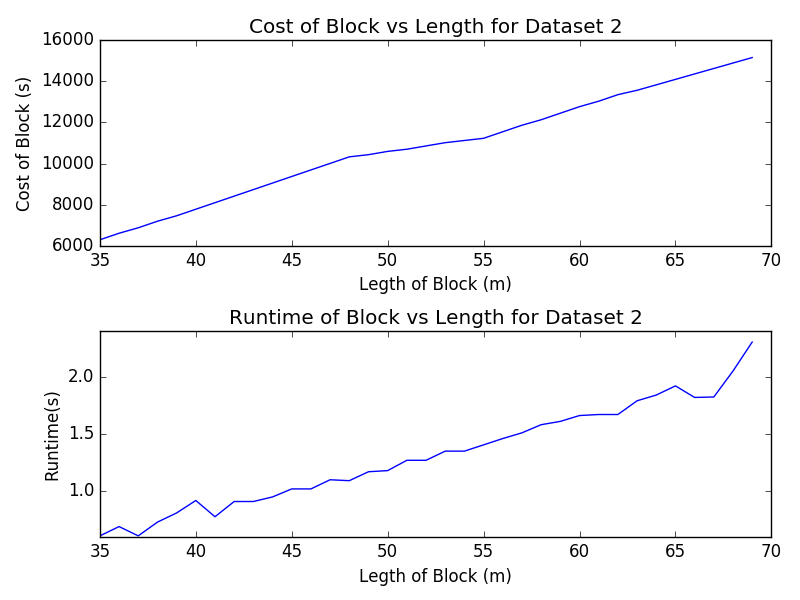 Cost of Block vs Length for Dataset 2
16000
14000
12000
10000
8000
6000
Cost of Block (s)
35 40 45 50 55 60 65 70
Legth of Block (m)
Runtime of Block vs Length for Dataset 2
2.0
1.5
1.0
Runtime(s)
35 40 45 50 55 60 65 70
Legth of Block (m)